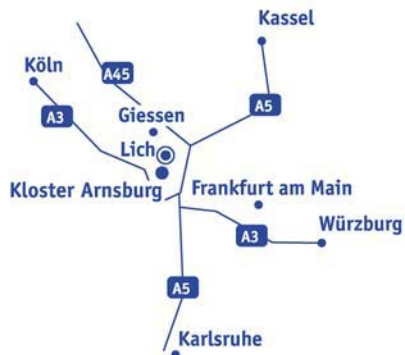 Kassel
Köln
A45
A5
A3
Giessen
Lich
Kloster Arnsburg
Frankfurt am Main
Würzburg
A3
A5
Karlsruhe